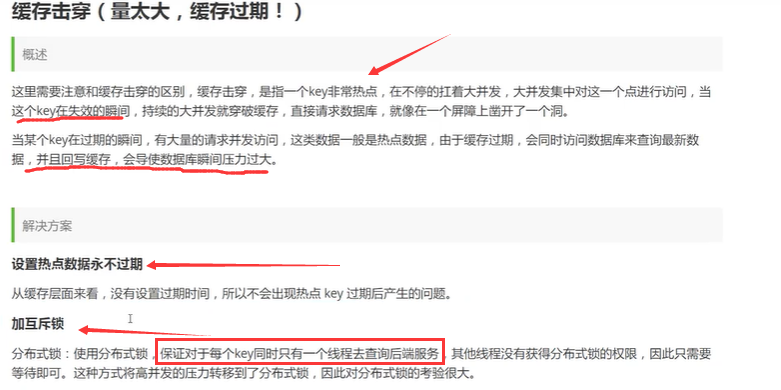 缓存击穿（量太大，缓存过期！）
概述
这里需要注意和缓存击穿的区别，缓存击穿，是指一个key非常热点，在不停的扛着大并发，大并发集中对这一个点进行访问，当
这个key在失效的瞬间，持续的大并发就穿破缓存，直接请求数据库，就像在一个屏障上凿开了一个洞。
当某个key在过期的瞬间，有大量的请求并发访问，这类数据一般是热点数据，由于缓存过期，会同时访问数据库来查询最新数
据，并且回写缓存，会导使数据库瞬间压力过大。
解决方案
设置热点数据永不过期
从缓存层面来看，没有设置过期时间，所以不会出现热点 key 过期后产生的问题。
加互斥锁
分布式锁：使用分布式锁，保证对于每个key同时只有一个线程去查询后端服务，其他线程没有获得分布式锁的权限，因此只需要
等待即可。这种方式将高并发的压力转移到了分布式锁，因此对分布式锁的考验很大。